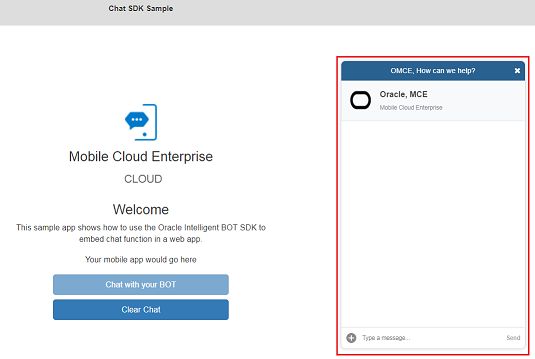 Chat SDK Sample
Mobile Cloud Enterprise
CLOUD
Welcome
This sample app shows how to use the Oracle Intelligent BOT SDK to
embed chat function in a web app.
Your mobile app would go here
Chat with your BOT
Clear Chat
OMCE, How can we help?
Oracle, MCE
Mobile Cloud Enterprise
Type a message...
Send